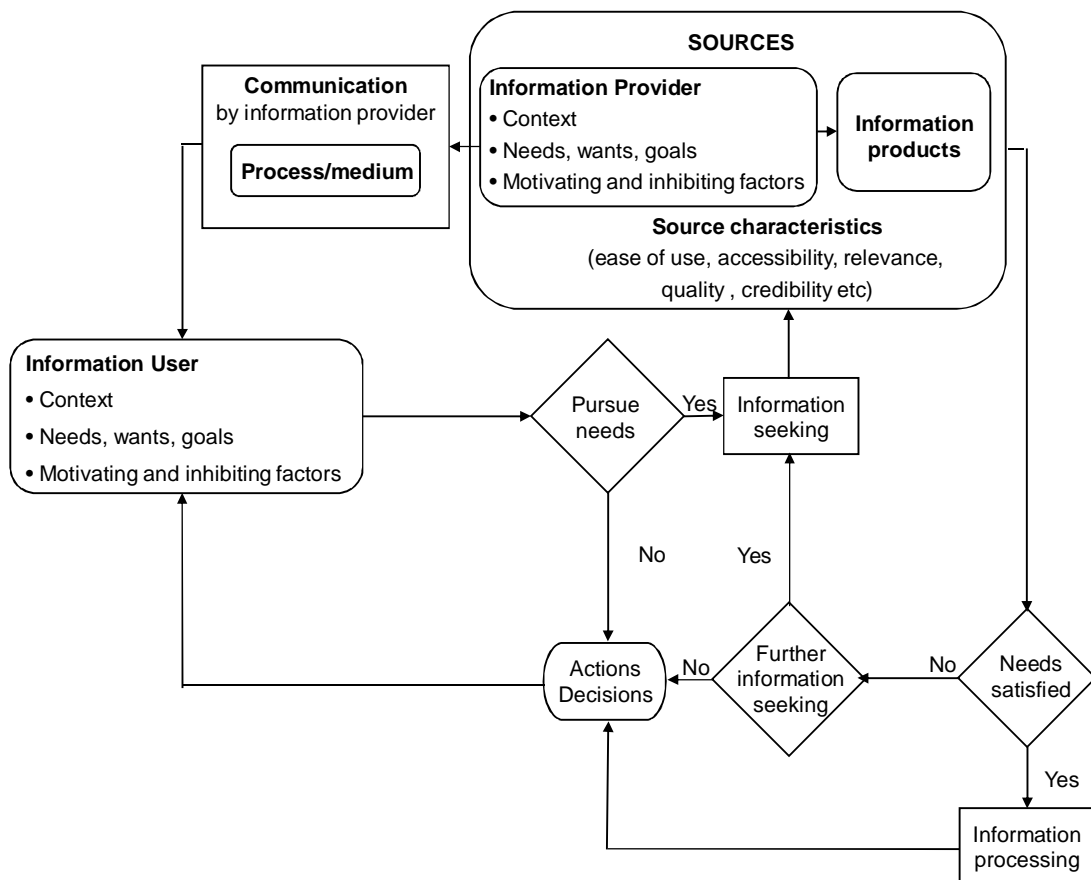 SOURCES
Communication
by information provider
Process/medium
Information Provider
• Context
• Needs, wants, goals
• Motivating and inhibiting factors
Information
products
Source characteristics
(ease of use, accessibility, relevance,
quality , credibility etc)
Information User
• Context
• Needs, wants, goals
• Motivating and inhibiting factors
Pursue
needs
Yes
Information
seeking
No
Yes
Actions
Decisions
No
Further
information
seeking
No
Needs
satisfied
Yes
Information
processing